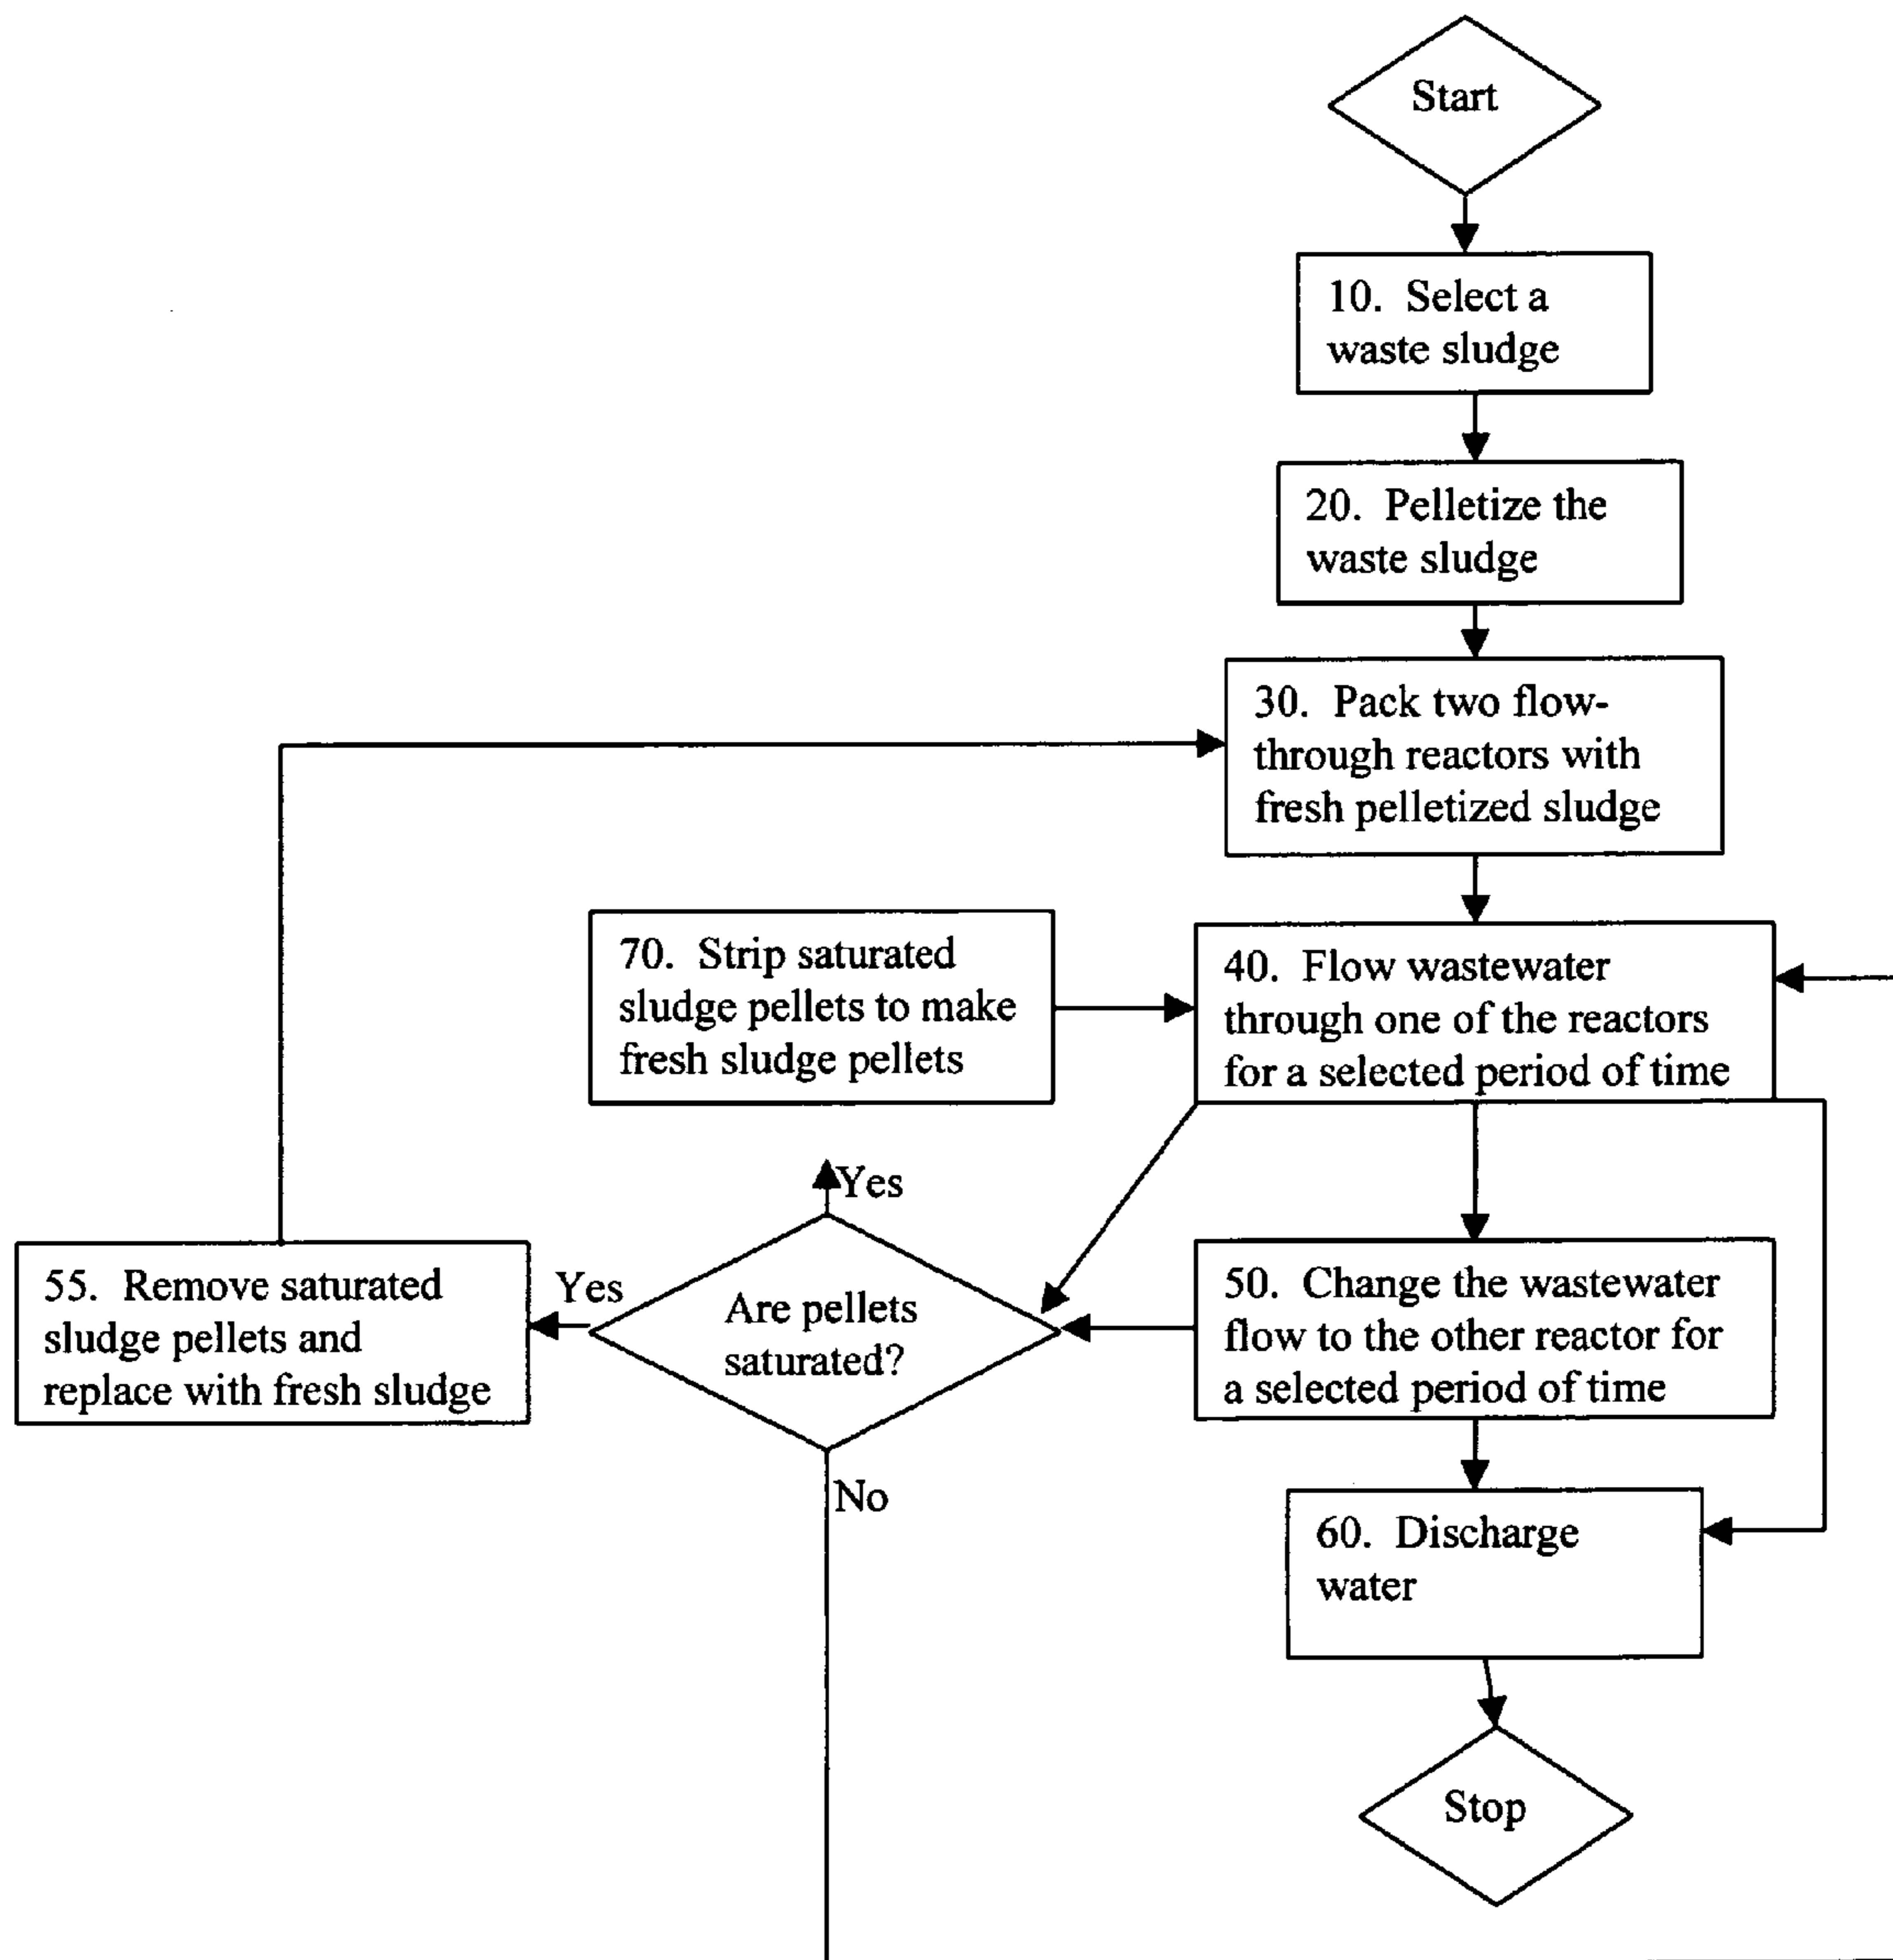 Start
10. Select a
waste sludge
20. Pelletize the
waste sludge
30. Pack two flow-
through reactors with
fresh pelletized sludge
70. Strip saturated
sludge pellets to make
fresh sludge pellets
40. Flow wastewater
through one of the reactors
for a selected period of time
Yes
55. Remove saturated
sludge pellets and
replace with fresh sludge
Yes
Are pellets
saturated?
50. Change the wastewater
flow to the other reactor for
a selected period of time
No
60. Discharge
water
Stop